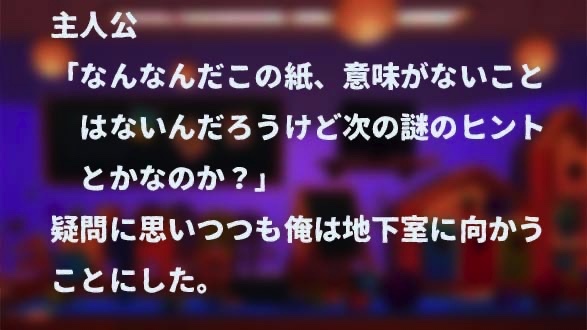 主人公
「なんなんだこの紙、意味がないこと
はないんだろうけど次の謎のヒント
とかなのか？」
疑問に思いつつも俺は地下室に向かう
ことにした。